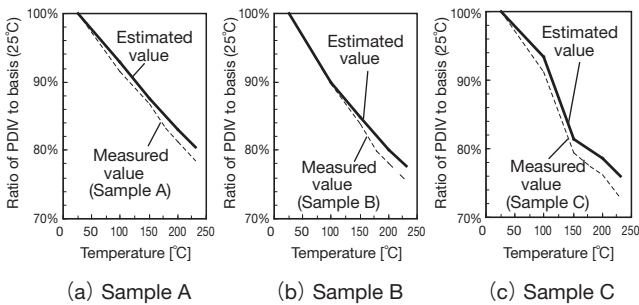 Ratio of PDIV to basis (25℃)
100%
90%
80%
70%
Estimated
value
Measured
value
(Sample A)
0 50 100 150 200 250
Temperature [℃]
(a) Sample A
Ratio of PDIV to basis (25℃)
100%
90%
80%
70%
Estimated
value
Measured
value
(Sample B)
0 50 100 150 200 250
Temperature [℃]
(b) Sample B
Ratio of PDIV to basis (25℃)
100%
90%
80%
70%
Estimated
value
Measured
value
(Sample C)
0 50 100 150 200 250
Temperature [℃]
(c) Sample C